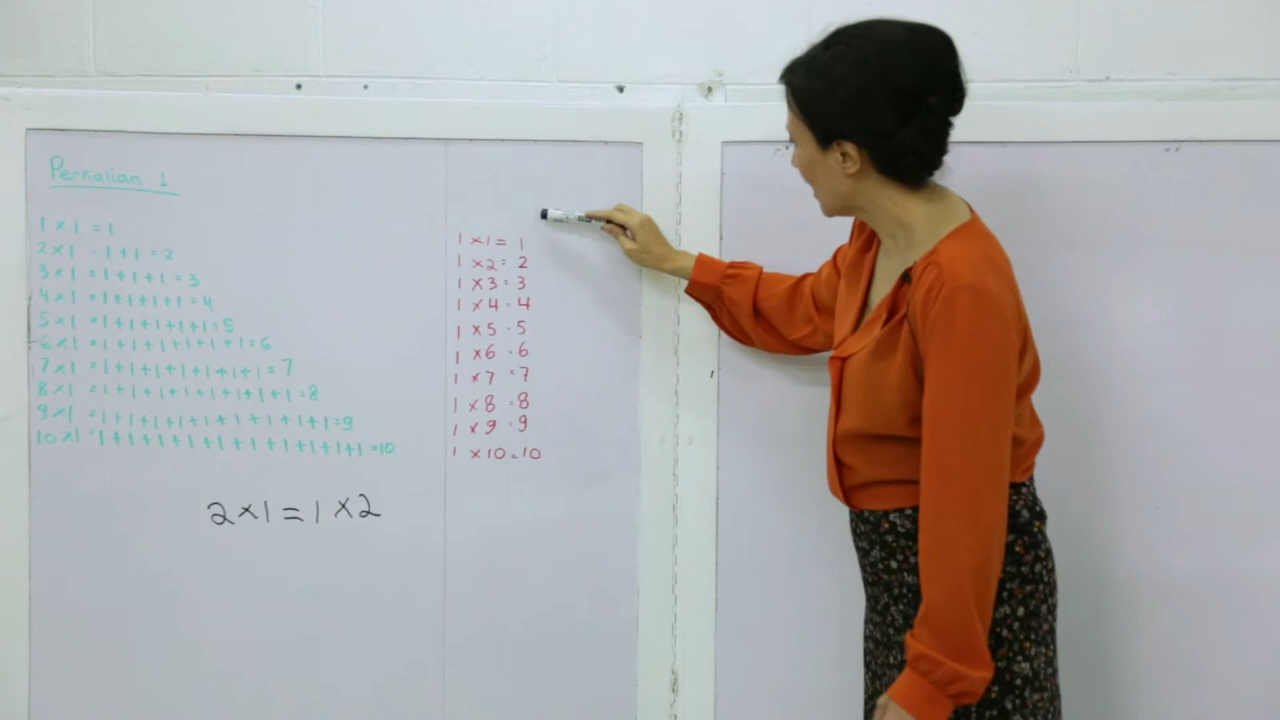 Perkalian 1
1 x 1 = 1
2 x 1 = 1+1 = 2
3 x 1 = 1+1+1 = 3
4 x 1 = 1+1+1+1 = 4
5 x 1 = 1+1+1+1+1 = 5
6 x 1 = 1+1+1+1+1+1 = 6
7 x 1 = 1+1+1+1+1+1+1 = 7
8 x 1 = 1+1+1+1+1+1+1+1 = 8
9 x 1 = 1+1+1+1+1+1+1+1+1 = 9
10 x 1 = 1+1+1+1+1+1+1+1+1+1 = 10
2 x 1 = 1 x 2
1 x 1 = 1
1 x 2 = 2
1 x 3 = 3
1 x 4 = 4
1 x 5 = 5
1 x 6 = 6
1 x 7 = 7
1 x 8 = 8
1 x 9 = 9
1 x 10 = 10